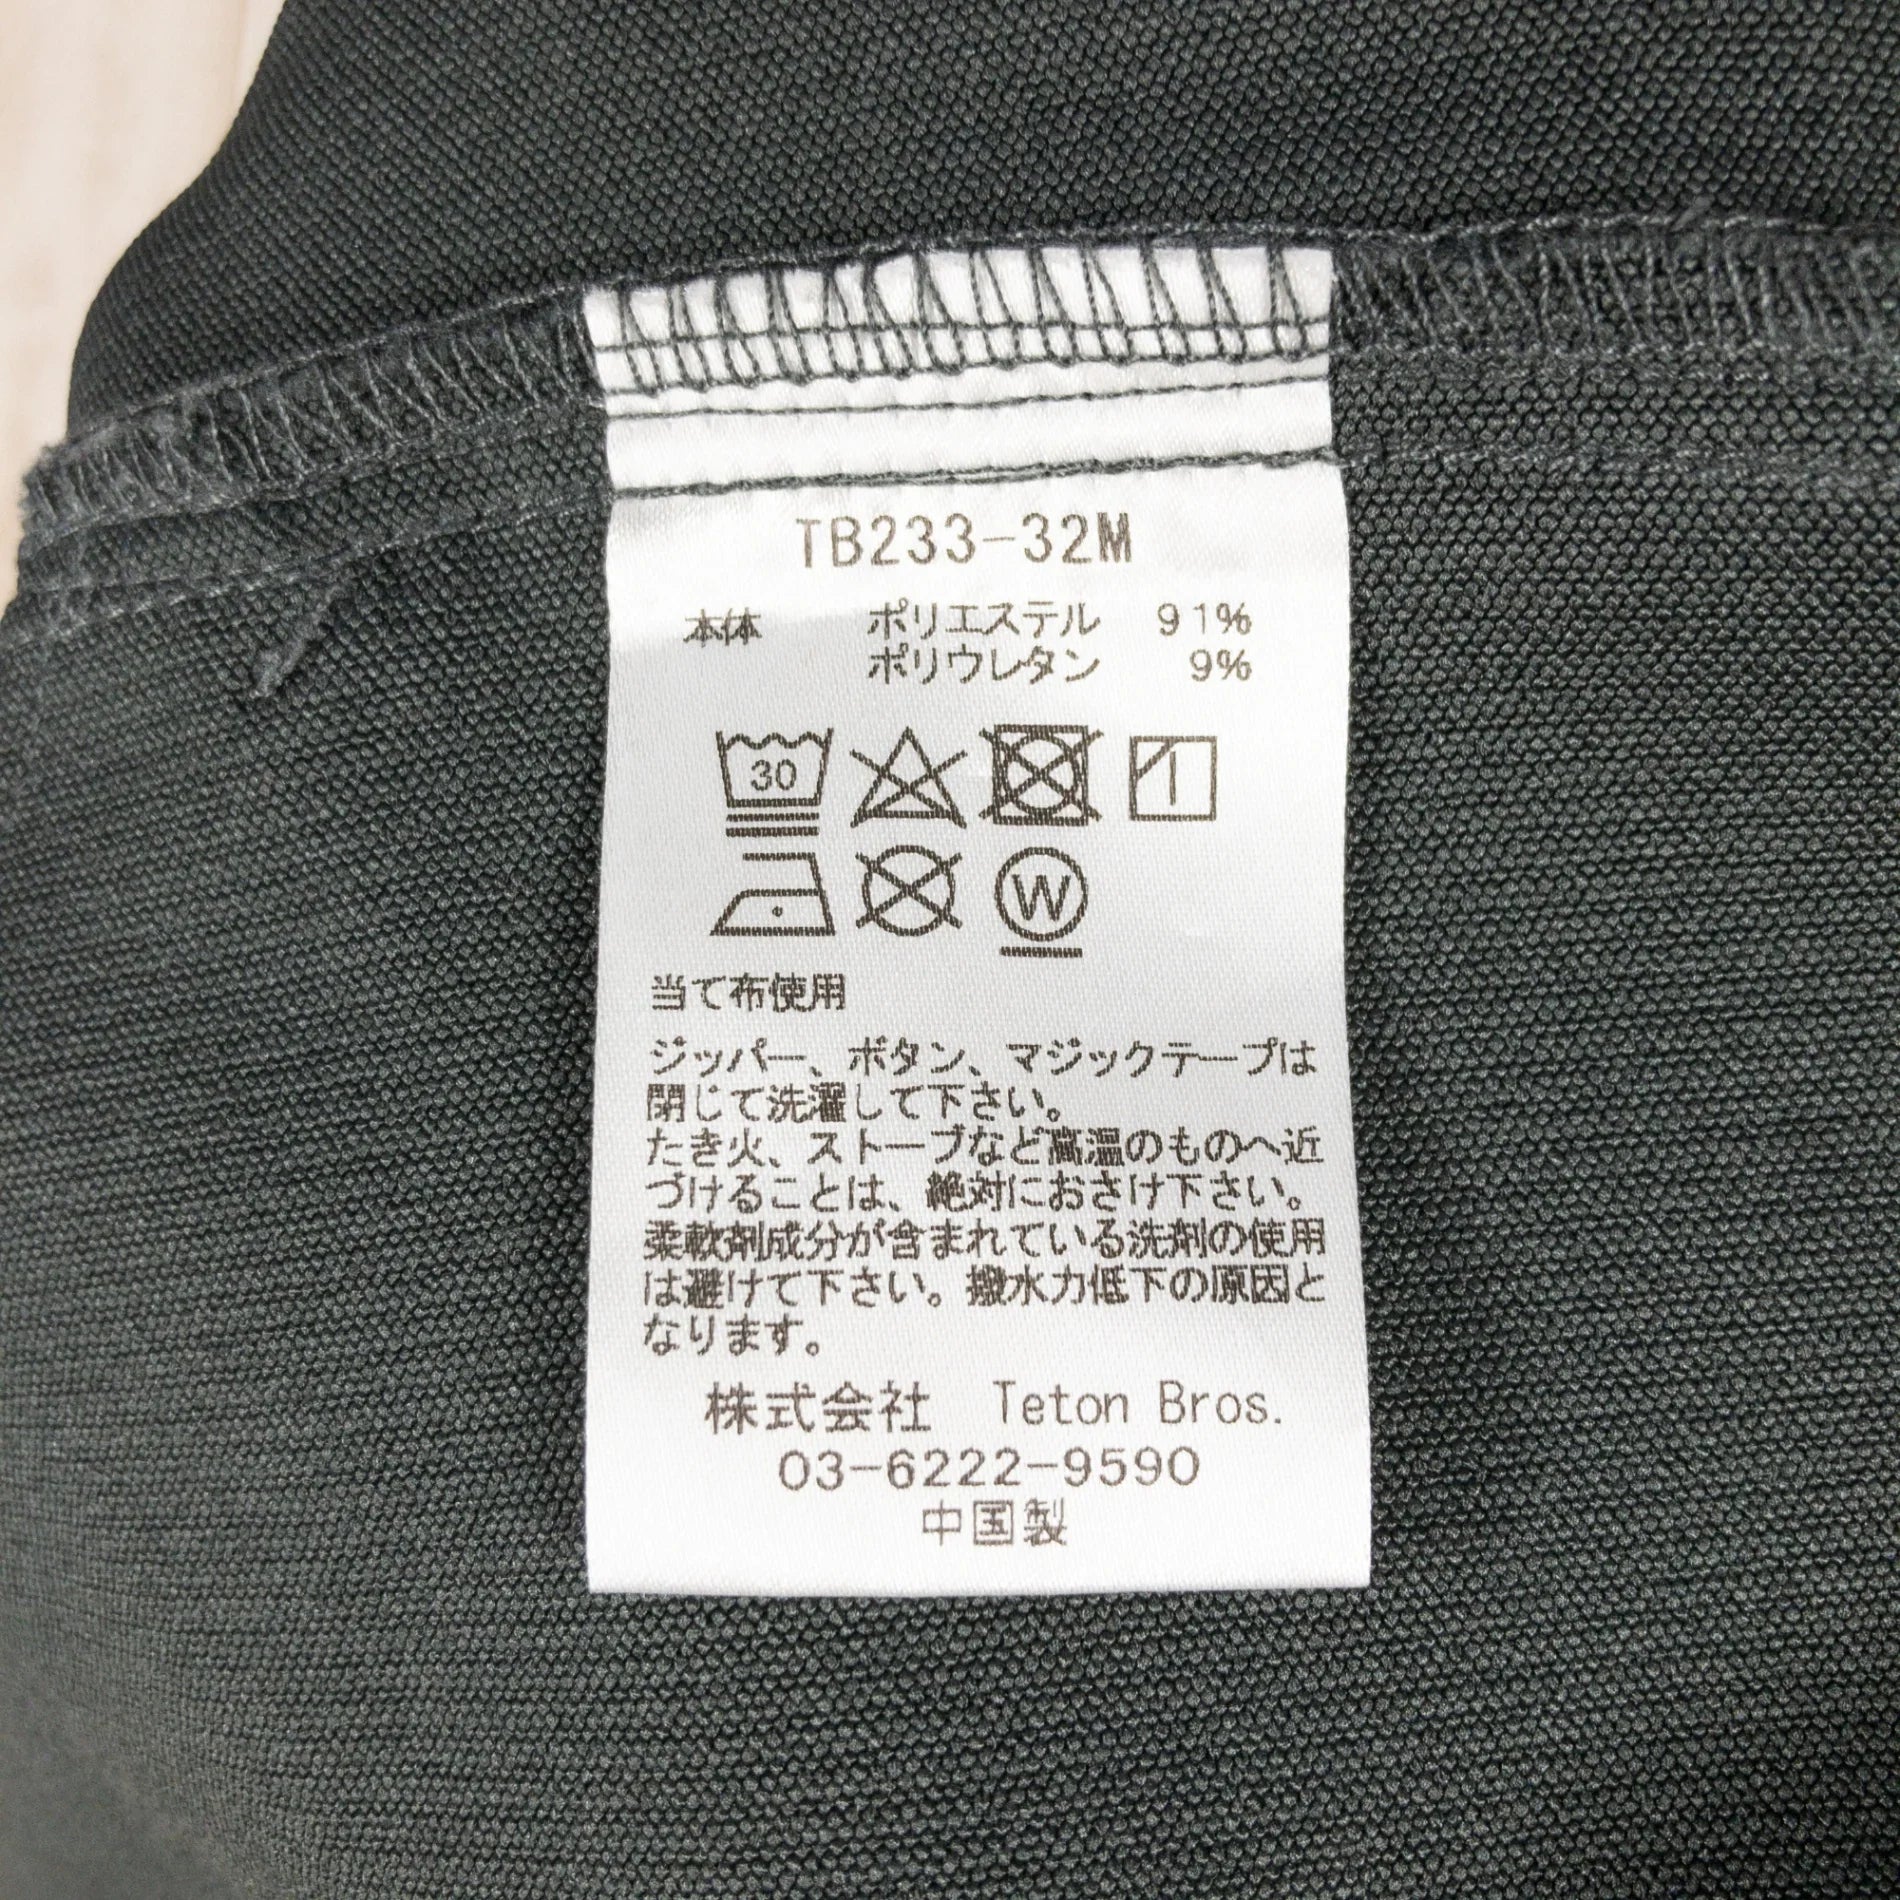 TB233-32M
本体 ポリエステル 91%
ポリウレタン 9%
30
W
当て布使用
ジッパー、ボタン、マジックテープは
閉じて洗濯して下さい。
たき火、ストーブなど高温のものへ近
づけることは、絶対におさけ下さい。
柔軟剤成分が含まれている洗剤の使用
は避けて下さい。撥水力低下の原因と
なります。
株式会社 Teton Bros.
03-6222-9590
中国製